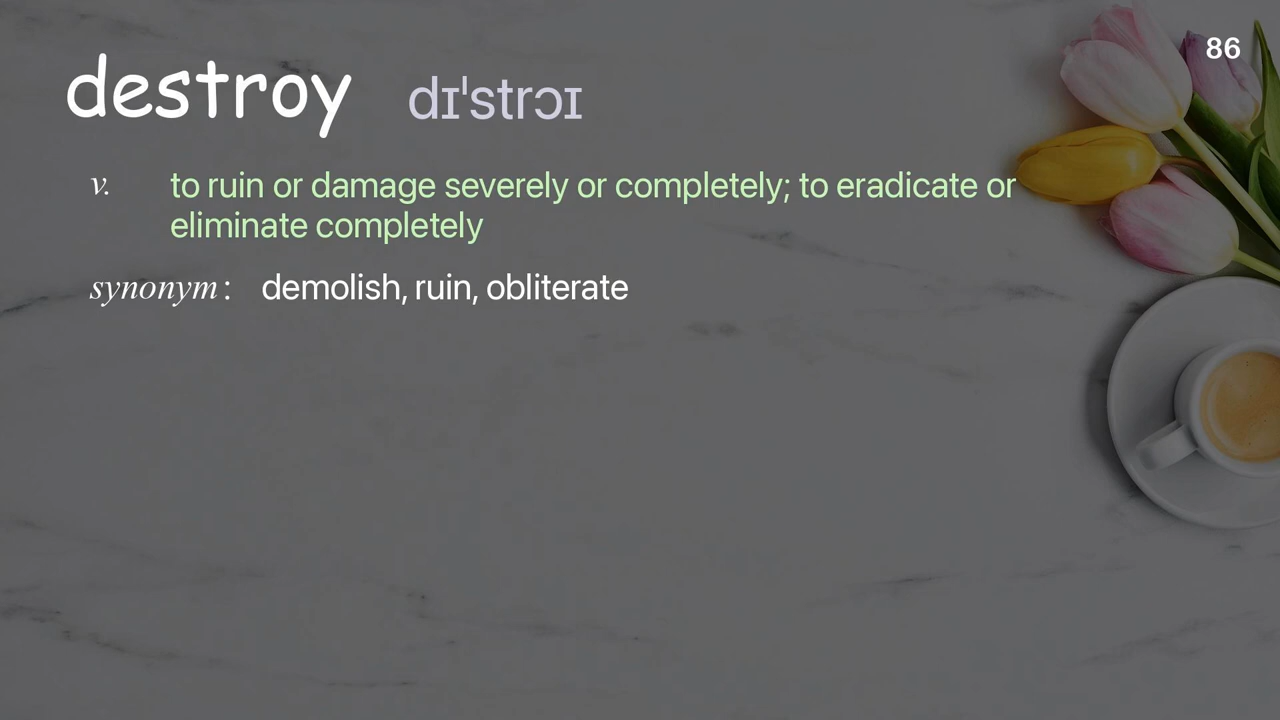 86
destroy dɪˈstrɔɪ
v. to ruin or damage severely or completely; to eradicate or
eliminate completely
synonym: demolish, ruin, obliterate